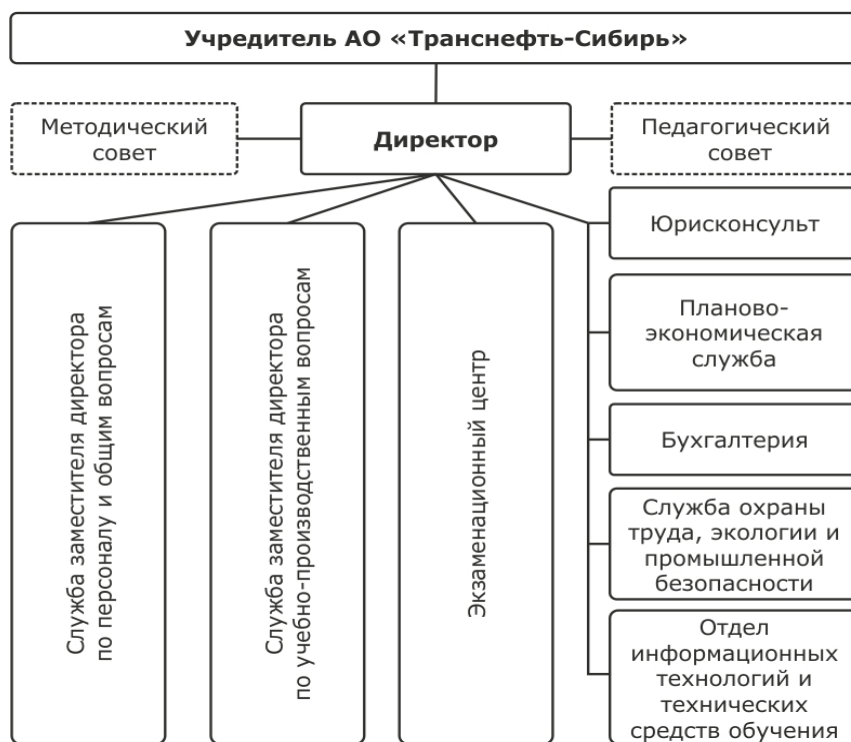 Учредитель АО «Транснефть-Сибирь»
Методический
совет
Директор
Педагогический
совет
Служба заместителя директора
по персоналу и общим вопросам
Служба заместителя директора
по учебно-производственным вопросам
Экзаменационный центр
Юрисконсульт
Планово-
экономическая
служба
Бухгалтерия
Служба охраны
труда, экологии и
промышленной
безопасности
Отдел
информационных
технологий и
технических
средств обучения